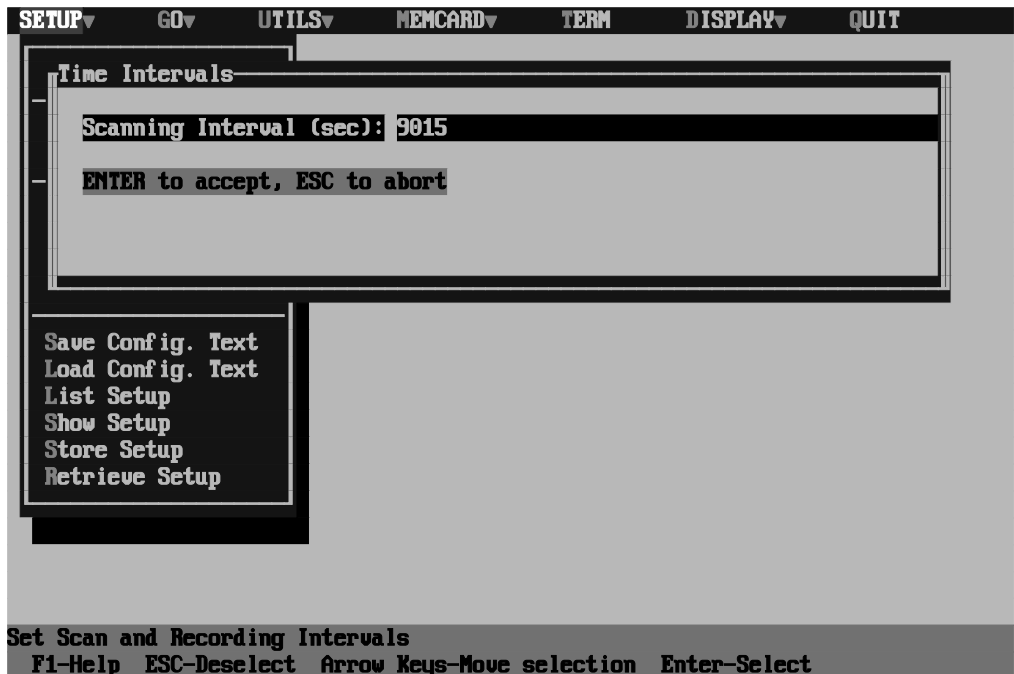 SETUP▼ GO▼ UTILS▼ MEMCARD▼ TERM DISPLAY▼ QUIT
Time Intervals
Scanning Interval (sec): 9015
ENTER to accept, ESC to abort
Save Config. Text
Load Config. Text
List Setup
Show Setup
Store Setup
Retrieve Setup
Set Scan and Recording Intervals
F1-Help ESC-Deselect Arrow Keys-Move selection Enter-Select